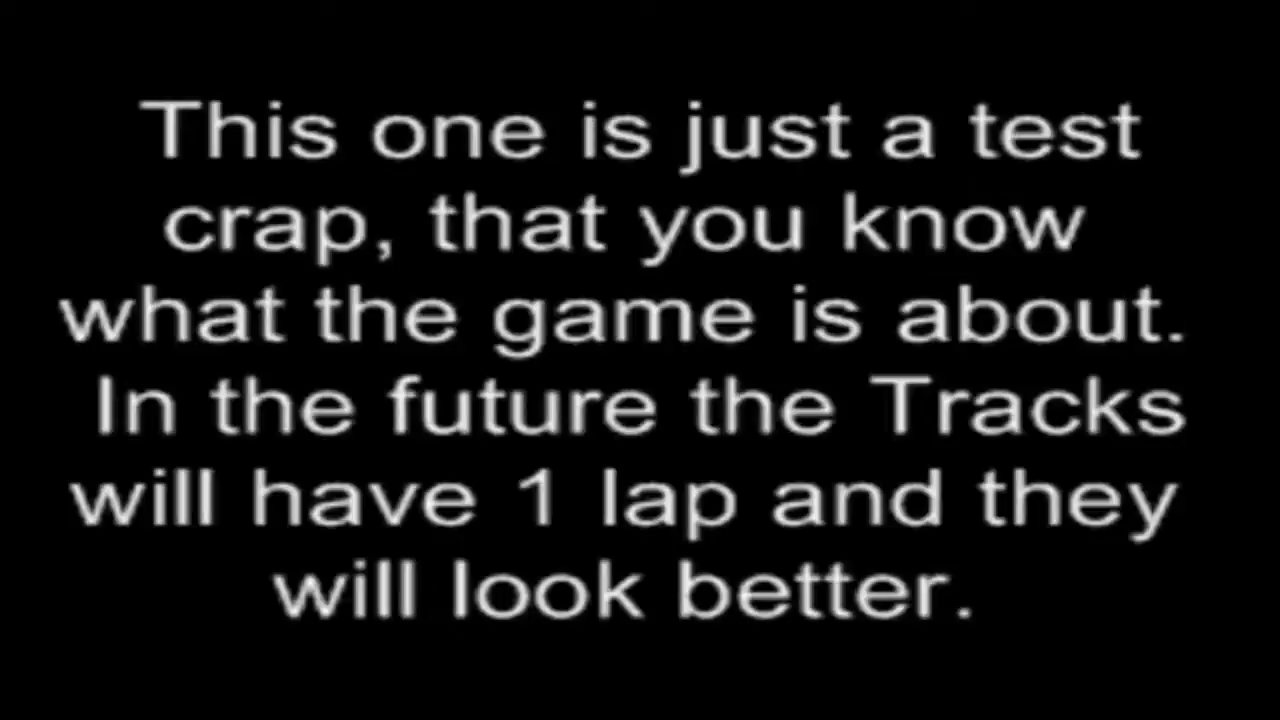 This one is just a test
crap, that you know
what the game is about.
In the future the Tracks
will have 1 lap and they
will look better.